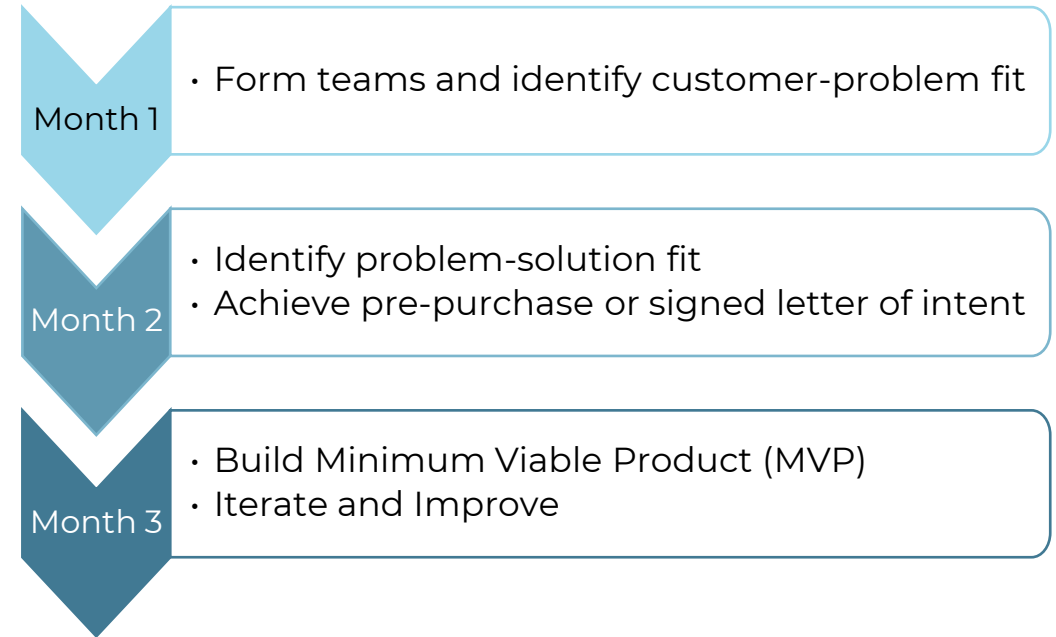 Month 1
• Form teams and identify customer-problem fit
Month 2
• Identify problem-solution fit
• Achieve pre-purchase or signed letter of intent
Month 3
• Build Minimum Viable Product (MVP)
• Iterate and Improve